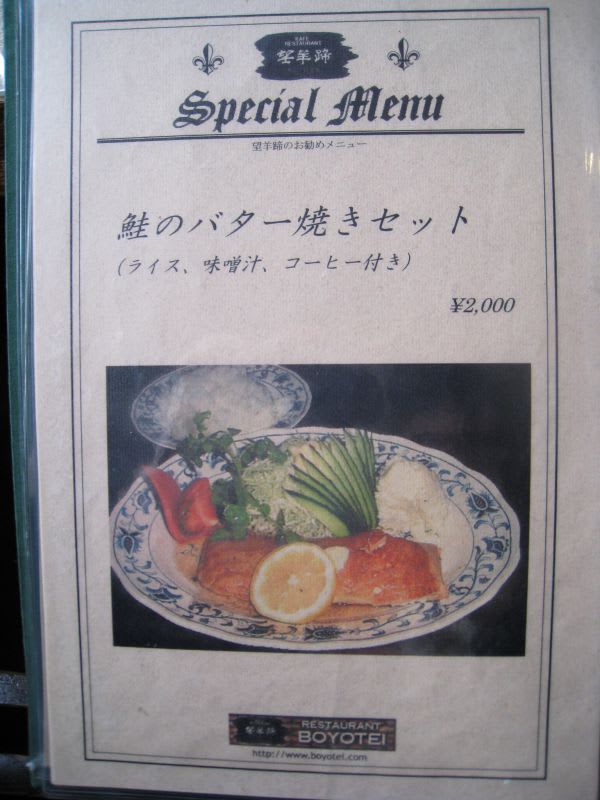 KAFE
RESTAURANT
望羊蹄
Special Menu
望羊蹄のお勧めメニュー
鮭のバター焼きセット
(ライス、味噌汁、コーヒー付き)
¥2,000
望羊蹄
RESTAURANT
BOYOTEI
http://www.boyotei.com